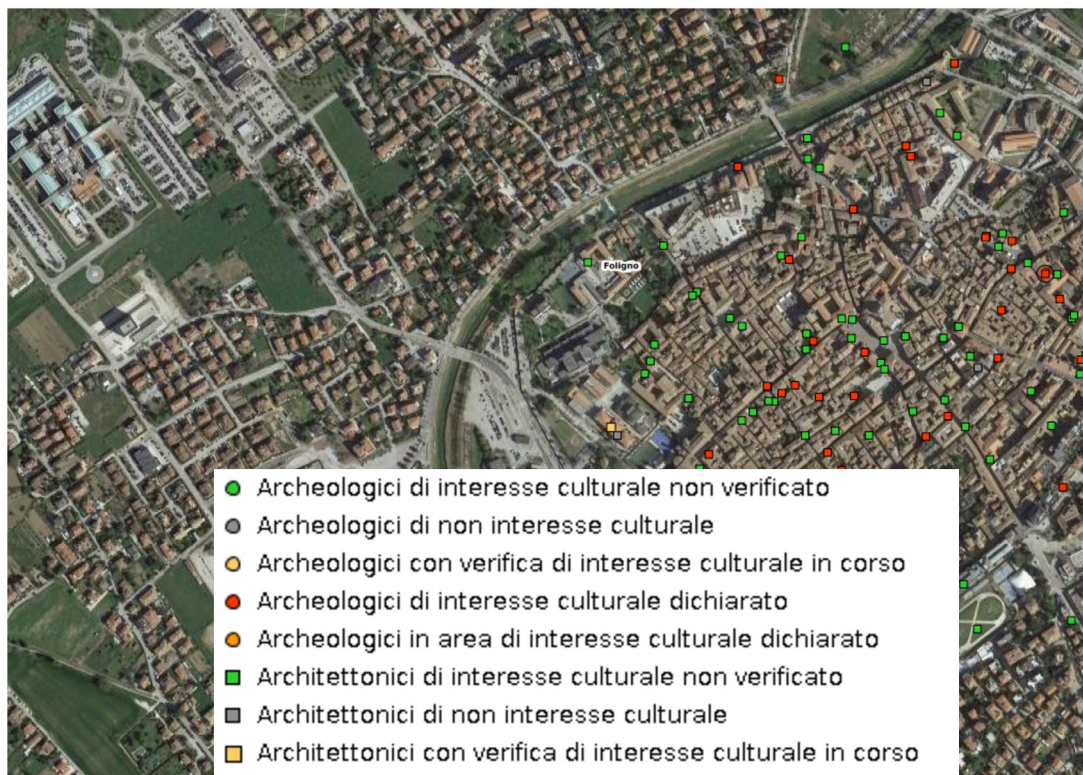 Foligno
Archeologici di interesse culturale non verificato
Archeologici di non interesse culturale
Archeologici con verifica di interesse culturale in corso
Archeologici di interesse culturale dichiarato
Archeologici in area di interesse culturale dichiarato
Architettonici di interesse culturale non verificato
Architettonici di non interesse culturale
Architettonici con verifica di interesse culturale in corso